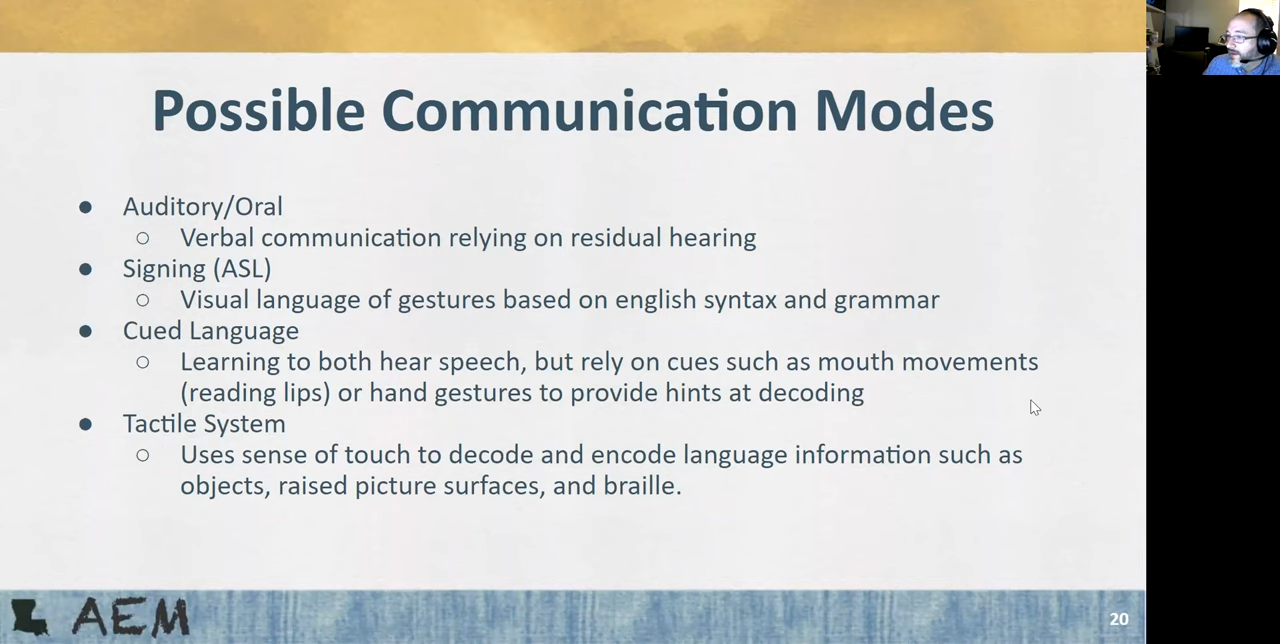 Possible Communication Modes
● Auditory/Oral
○ Verbal communication relying on residual hearing
● Signing (ASL)
○ Visual language of gestures based on english syntax and grammar
● Cued Language
○ Learning to both hear speech, but rely on cues such as mouth movements
(reading lips) or hand gestures to provide hints at decoding
● Tactile System
○ Uses sense of touch to decode and encode language information such as
objects, raised picture surfaces, and braille.
AEM
20